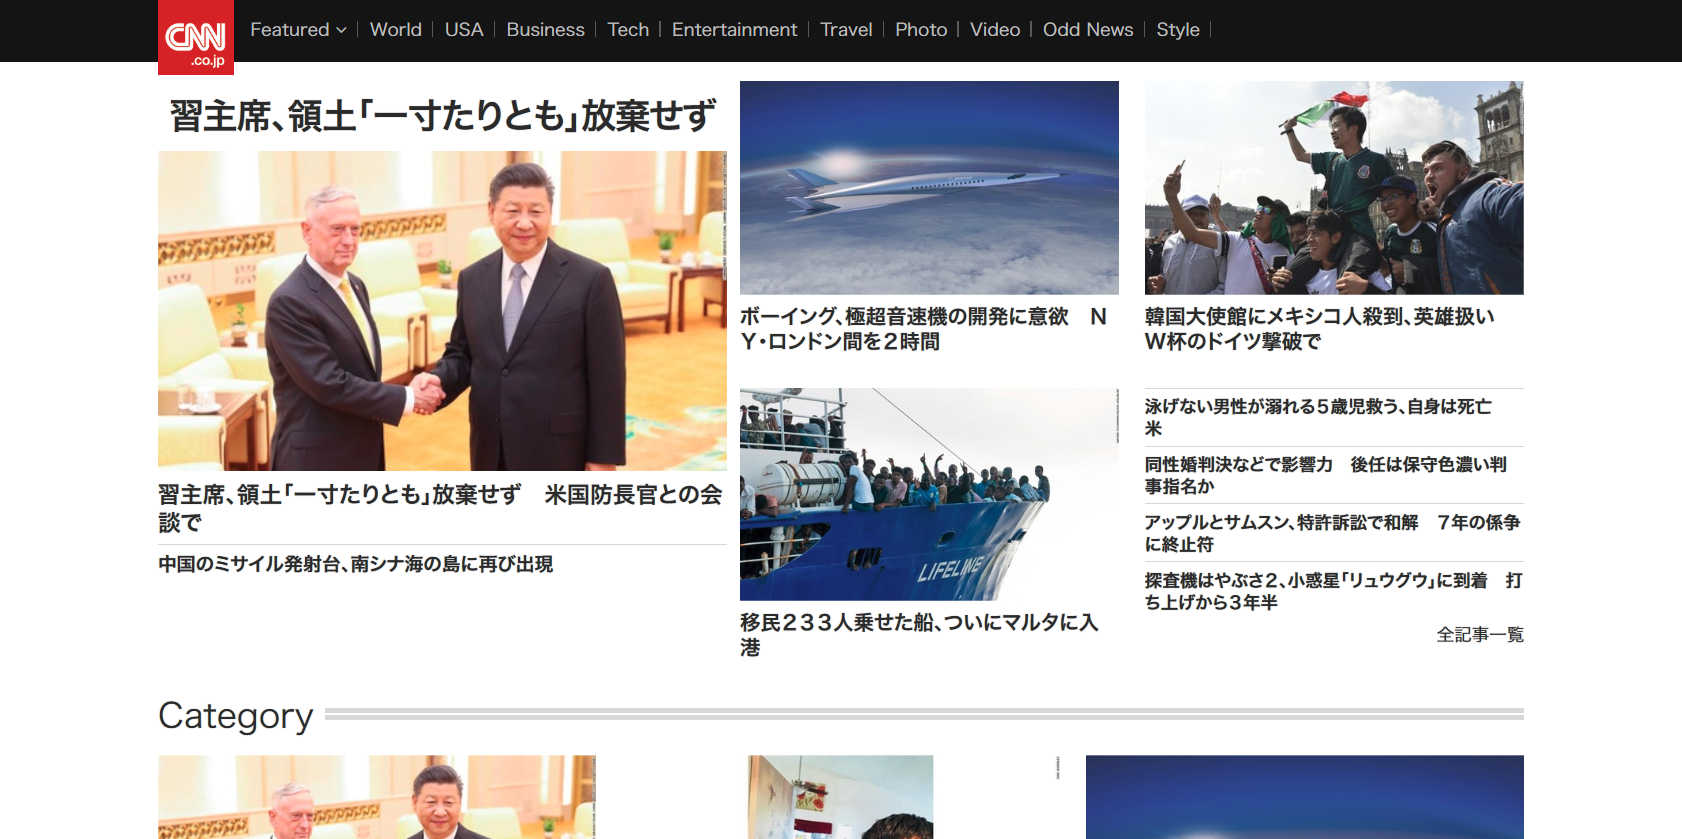 CNN
.co.jp
Featured
World
USA
Business
Tech
Entertainment
Travel
Photo
Video
Odd News
Style
習主席、領土「一寸たりとも」放棄せず
習主席、領土「一寸たりとも」放棄せず　米国防長官との会
談で
中国のミサイル発射台、南シナ海の島に再び出現
ボーイング、極超音速機の開発に意欲　Ｎ
Ｙ・ロンドン間を２時間
LIFELINE
移民２３３人乗せた船、ついにマルタに入
港
韓国大使館にメキシコ人殺到、英雄扱い
Ｗ杯のドイツ撃破で
泳げない男性が溺れる５歳児救う、自身は死亡
米
同性婚判決などで影響力　後任は保守色濃い判
事指名か
アップルとサムスン、特許訴訟で和解　７年の係争
に終止符
探査機はやぶさ２、小惑星「リュウグウ」に到着　打
ち上げから３年半
全記事一覧
Category